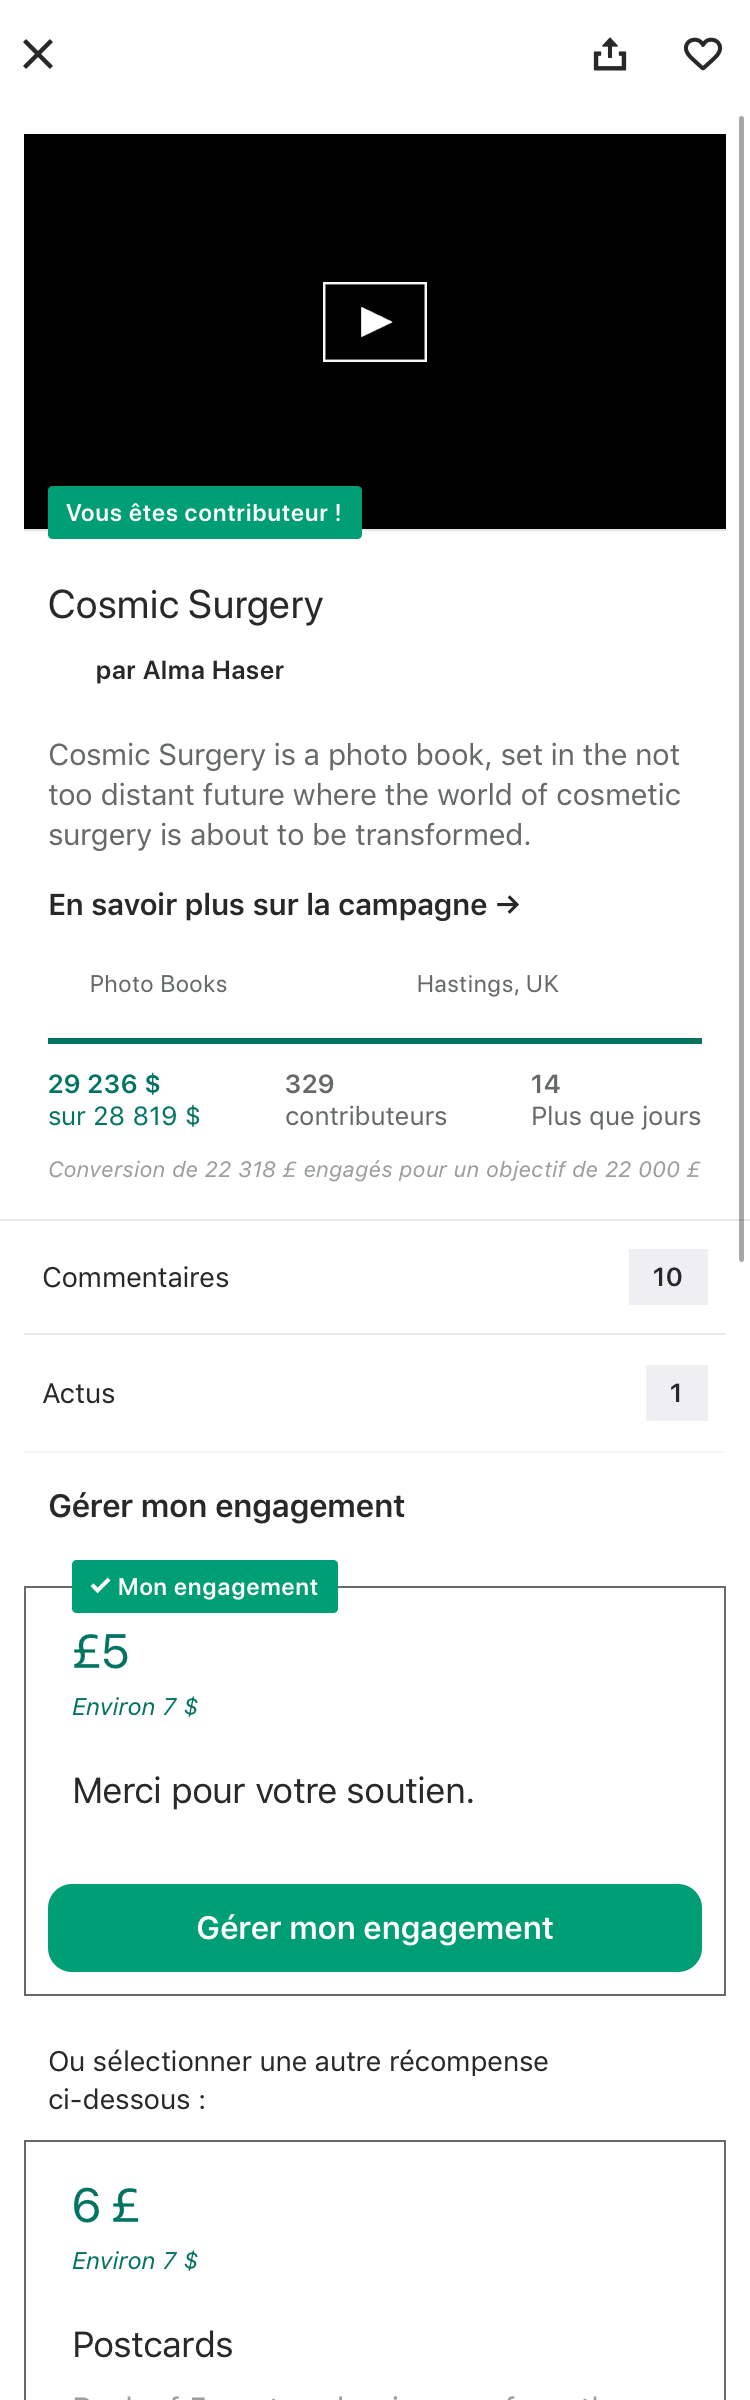 Vous êtes contributeur !
Cosmic Surgery
par Alma Haser
Cosmic Surgery is a photo book, set in the not
too distant future where the world of cosmetic
surgery is about to be transformed.
En savoir plus sur la campagne →
Photo Books Hastings, UK
29 236 $ 329 14
sur 28 819 $ contributeurs Plus que jours
Conversion de 22 318 £ engagés pour un objectif de 22 000 £
Commentaires 10
Actus 1
Gérer mon engagement
✓ Mon engagement
£5
Environ 7 $
Merci pour votre soutien.
Gérer mon engagement
Ou sélectionner une autre récompense
ci-dessous :
6 £
Environ 7 $
Postcards